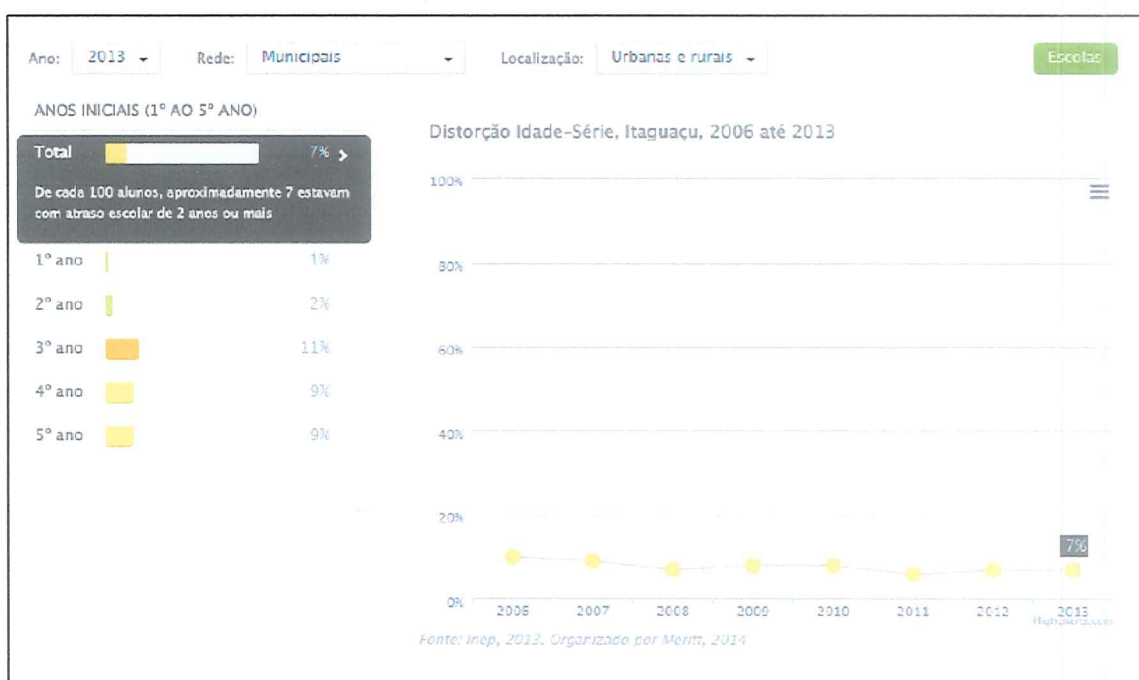 Ano: 2013 Rede: Municipais Localização: Urbanas e rurais Escolas
ANOS INICIAIS (1º AO 5º ANO)
Total 7%
De cada 100 alunos, aproximadamente 7 estavam
com atraso escolar de 2 anos ou mais
1º ano 1%
2º ano 2%
3º ano 11%
4º ano 9%
5º ano 9%
Distorção Idade-Série, Itaguaçu, 2006 até 2013
100%
80%
60%
40%
20%
7%
0%
2006 2007 2008 2009 2010 2011 2012 2013
Highcharts.com
Fonte: Inep, 2013. Organizado por Meritt, 2014